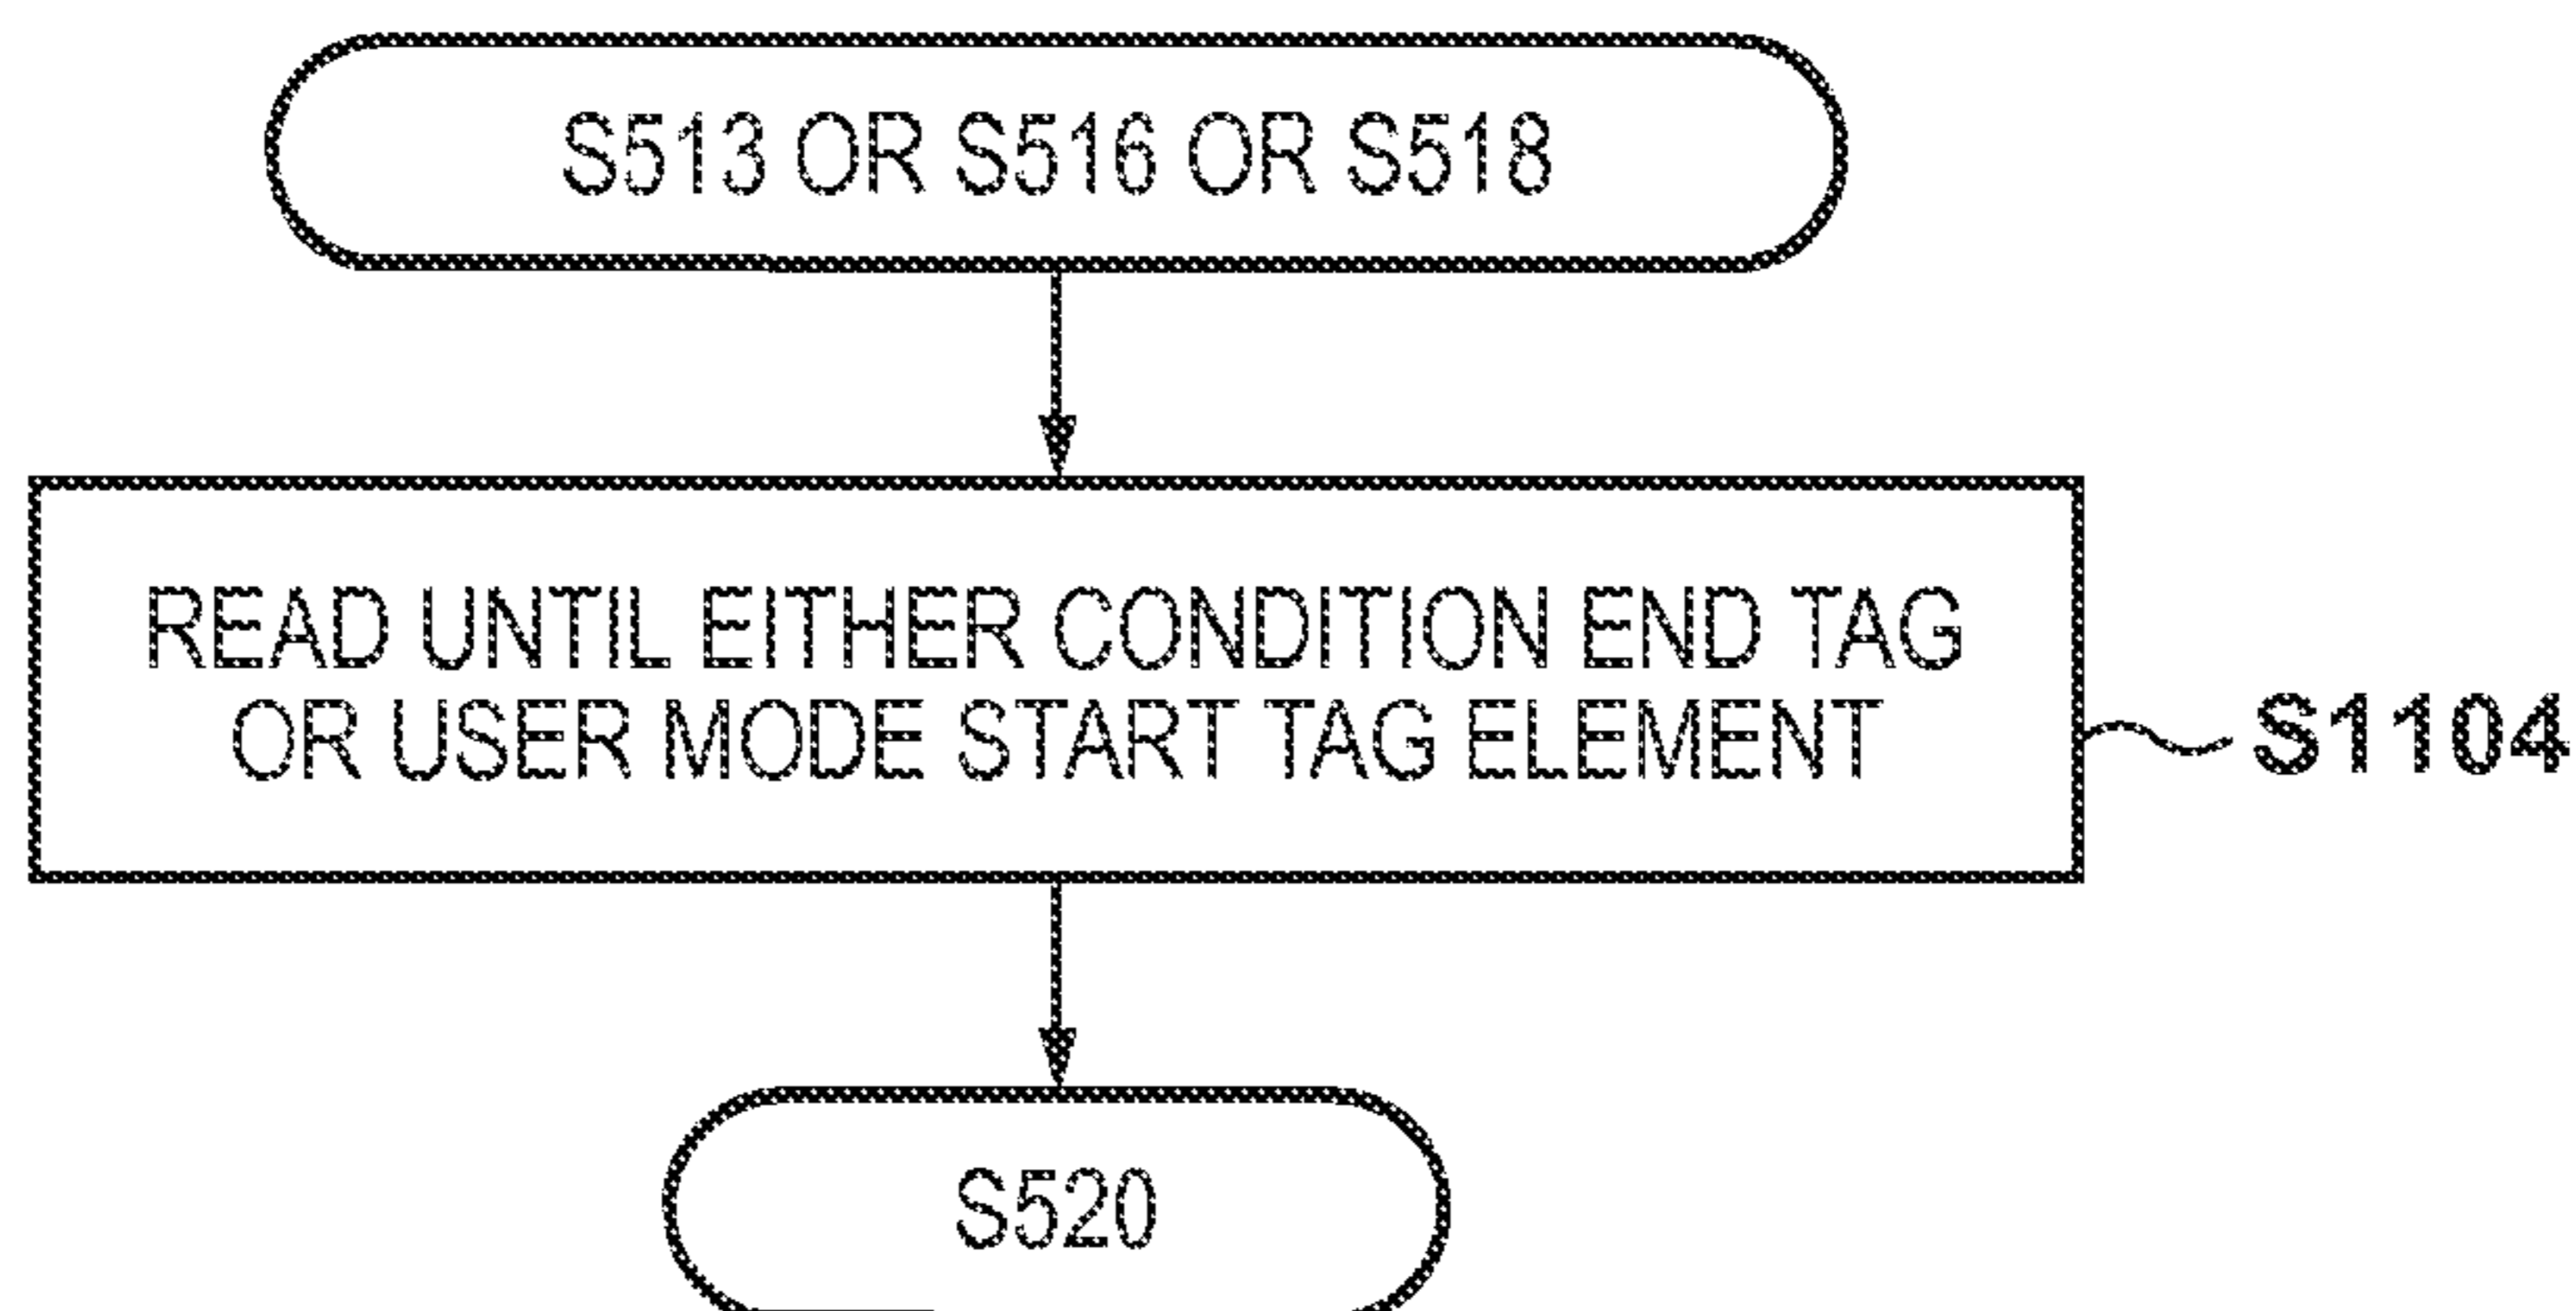 S513 OR S516 OR S518
READ UNTIL EITHER CONDITION END TAG
OR USER MODE START TAG ELEMENT
S1104
S520